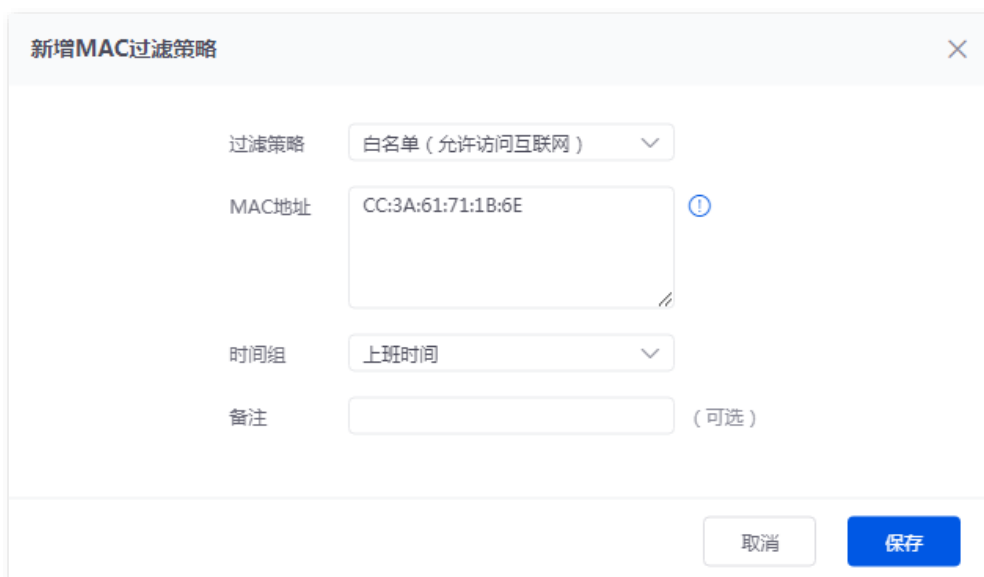 新增MAC过滤策略
过滤策略 白名单（允许访问互联网）
MAC地址 CC:3A:61:71:1B:6E
时间组 上班时间
备注 （可选）
取消 保存